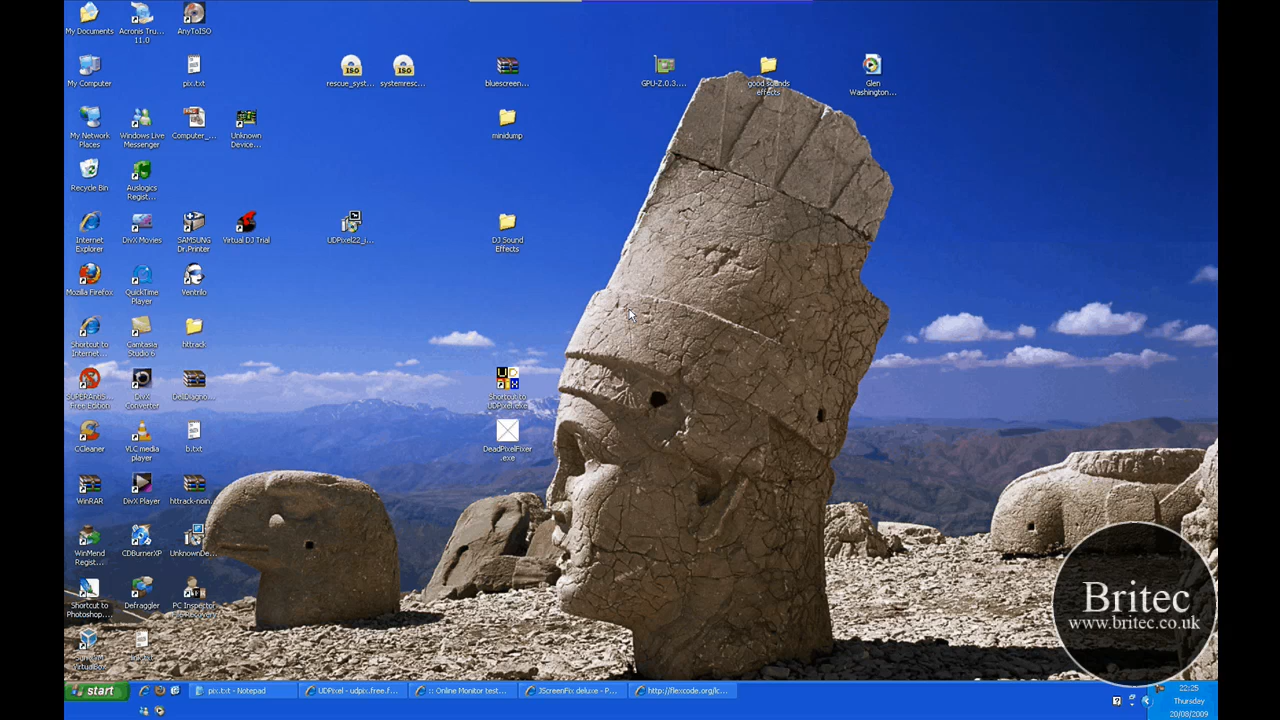 My Documents
Acronis Tru...
11.0
AnyToISO
My Computer
pix.txt
rescue_syst...
systemresc...
bluescreen...
GPU-Z.0.3....
good sounds
effects
Glen
Washington...
My Network
Places
Windows Live
Messenger
Computer_...
Unknown
Device...
minidump
Recycle Bin
Auslogics
Regist...
Internet
Explorer
DivX Movies
SAMSUNG
Dr.Printer
Virtual DJ Trial
UDPixel22_i...
DJ Sound
Effects
Mozilla Firefox
QuickTime
Player
Ventrilo
Shortcut to
Internet...
Camtasia
Studio 6
httrack
SUPERAntiS...
Free Edition
DivX
Converter
DellDiagno...
Shortcut to
UDPixel.exe
CCleaner
VLC media
player
b.txt
DeadPixelFixer
.exe
WinRAR
DivX Player
httrack-noin...
WinMend
Regist...
CDBurnerXP
UnknownDe...
Shortcut to
Photoshop....
Defraggler
PC Inspector
File Recovery
Britec
www.britec.co.uk
start
pix.txt - Notepad
UDPixel - udpix.free.f...
:: Online Monitor test...
JScreenFix deluxe - P...
http://flexcode.org/lc...
22:25
Thursday
20/08/2009